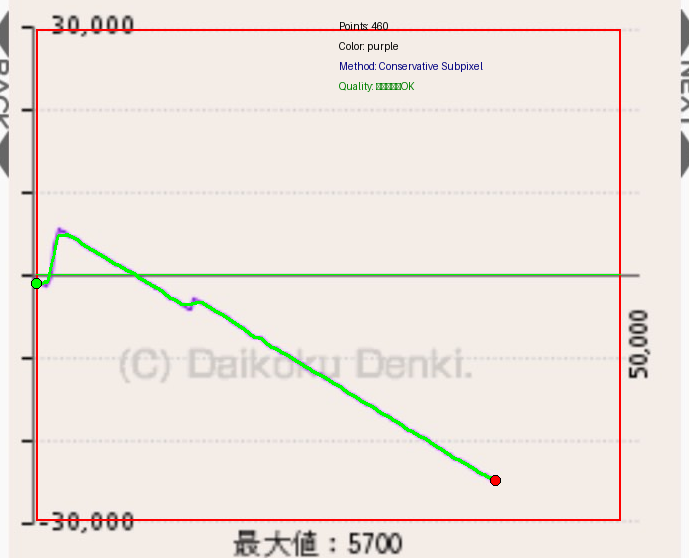 30,000
Points: 460
Color: purple
Method: Conservative Subpixel
Quality: OK
BACK
NEXT
50,000
(C) Daikoku Denki.
-30,000
最大値：5700